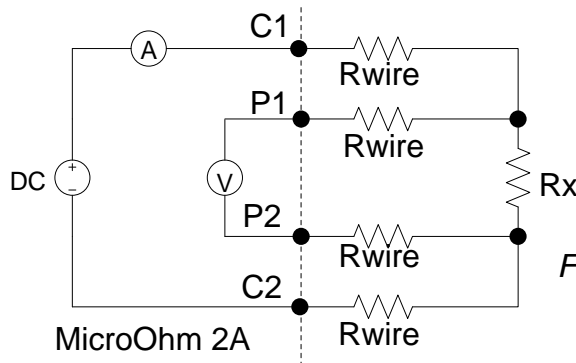 C1
A
Rwire
P1
Rwire
DC
+
−
V
Rx
P2
Rwire
F
C2
Rwire
MicroOhm 2A